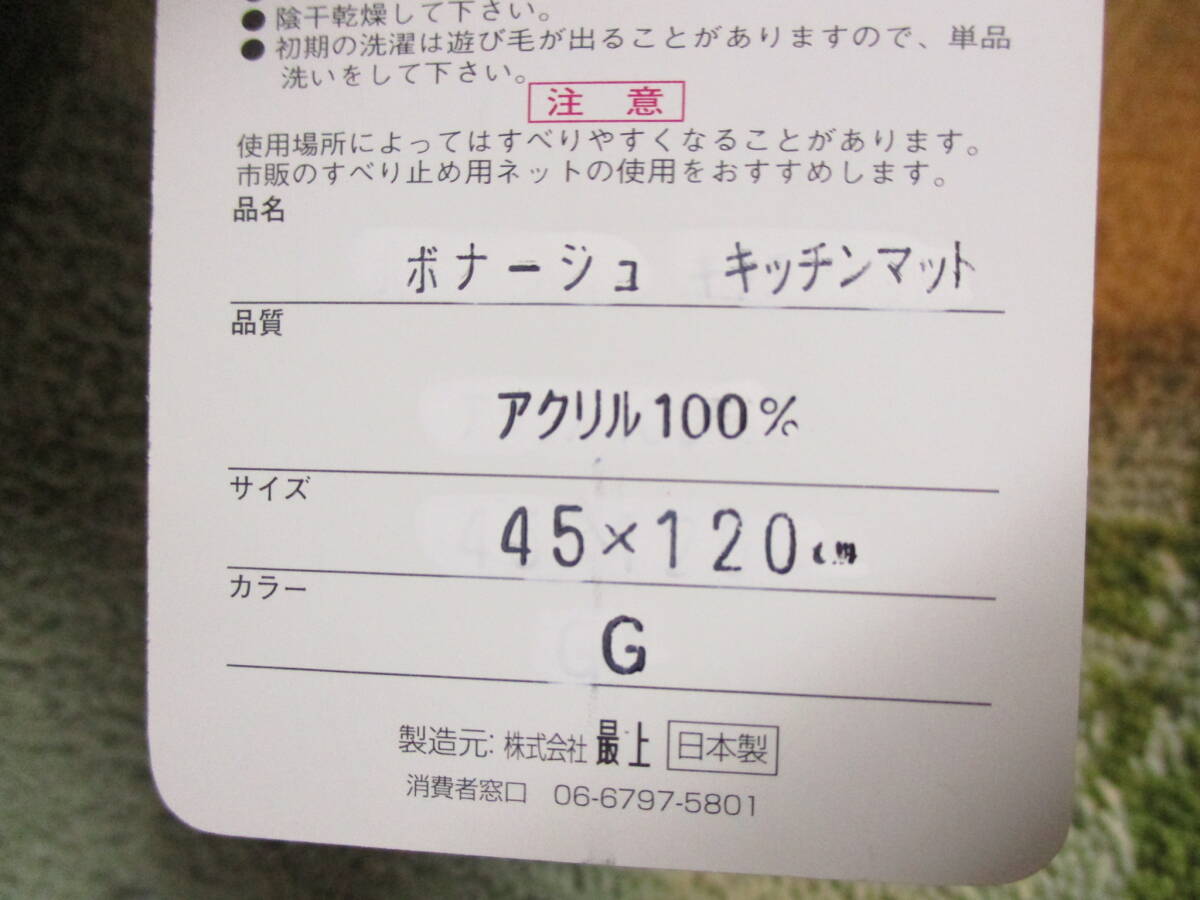 ●陰干乾燥して下さい。
●初期の洗濯は遊び毛が出ることがありますので、単品
洗いをして下さい。
注 意
使用場所によってはすべりやすくなることがあります。
市販のすべり止め用ネットの使用をおすすめします。
品名
ボナージュ キッチンマット
品質
アクリル100%
サイズ
45×120cm
カラー
G
製造元: 株式会社 最上 日本製
消費者窓口 06-6797-5801